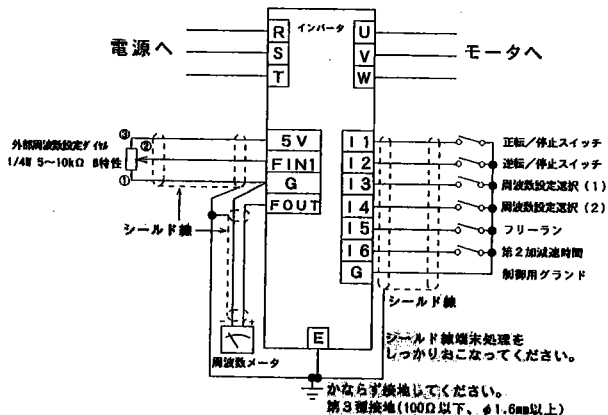 インバータ
電源へ
R
S
T
U
V
W
モータへ
外部周波数設定ダイヤル
1/4W 5〜10kΩ B特性
③
②
①
5V
FIN1
G
FOUT
シールド線
周波数メータ
I1
I2
I3
I4
I5
I6
G
正転/停止スイッチ
逆転/停止スイッチ
周波数設定選択(1)
周波数設定選択(2)
フリーラン
第2加減速時間
制御用グランド
シールド線
E
シールド線端末処理を
しっかりおこなってください。
かならず接地してください。
第3種接地(100Ω以下、φ1.6mm以上)